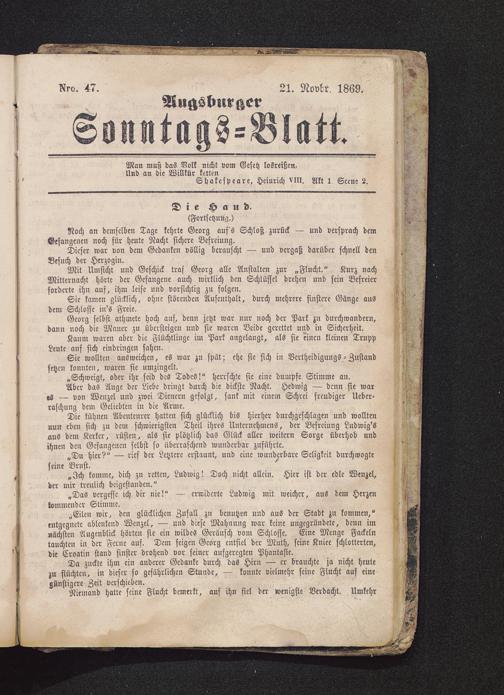 Nro. 47.
21. Novbr. 1869.
Augsburger
Sonntags-Blatt.
Man muß das Volk nicht vom Gesetz losreißen.
Und an die Willkür ketten
Shakespeare, Heinrich VIII. Akt 1 Scene 2.
Die Hand.
(Fortsetzung.)
Noch an demselben Tage kehrte Georg auf's Schloß zurück — und versprach dem
Gefangenen noch für heute Nacht sichere Befreiung.
Dieser war von dem Gedanken völlig berauscht — und vergaß darüber schnell den
Besuch der Herzogin.
Mit Umsicht und Geschick traf Georg alle Anstalten zur „Flucht." Kurz nach
Mitternacht hörte der Gefangene auch wirklich den Schlüssel drehen und sein Befreier
forderte ihn auf, ihm leise und vorsichtig zu folgen.
Sie kamen glücklich, ohne störenden Aufenthalt, durch mehrere finstere Gänge aus
dem Schlosse in's Freie.
Georg selbst athmete hoch auf, denn jetzt war nur noch der Park zu durchwandern,
dann noch die Mauer zu übersteigen und sie waren Beide gerettet und in Sicherheit.
Kaum waren aber die Flüchtlinge im Park angelangt, als sie einen kleinen Trupp
Leute auf sich eindringen sahen.
Sie wollten ausweichen, es war zu spät; ehe sie sich in Vertheidigungs-Zustand
setzen konnten, waren sie umzingelt.
„Schweigt, oder ihr seid des Todes!" herrschte sie eine dumpfe Stimme an.
Aber das Auge der Liebe dringt durch die dickste Nacht. Hedwig — denn sie war
es — von Wenzel und zwei Dienern gefolgt, sank mit einem Schrei freudiger Ueber-
raschung dem Geliebten in die Arme.
Die kühnen Abenteurer hatten sich glücklich bis hierher durchgeschlagen und wollten
nun eben sich zu dem schwierigsten Theil ihres Unternehmens, der Befreiung Ludwig's
aus dem Kerker, rüsten, als sie plötzlich das Glück aller weitern Sorge überhob und
ihnen den Gefangenen selbst so überraschend wunderbar zuführte.
„Du hier?" — rief der Letztere erstaunt, und eine wunderbare Seligkeit durchwogte
seine Brust.
„Ich komme, dich zu retten, Ludwig! Doch nicht allein. Hier ist der edle Wenzel,
der mir treulich beigestanden."
„Das vergesse ich dir nie!" — erwiderte Ludwig mit weicher, aus dem Herzen
kommender Stimme.
„Eilen wir, den glücklichen Zufall zu benutzen und aus der Stadt zu kommen,"
entgegnete ablenkend Wenzel, — und diese Mahnung war keine ungegründete, denn im
nächsten Augenblick hörten sie ein wildes Geräusch vom Schlosse. Eine Menge Fackeln
tauchten in der Ferne auf. Dem feigen Georg entfiel der Muth, seine Kniee schlotterten,
die Croatin stand finster drohend vor seiner aufgeregten Phantasie.
Da zuckte ihm ein anderer Gedanke durch das Hirn — er brauchte ja nicht heute
zu flüchten, in dieser so gefährlichen Stunde, — konnte vielmehr seine Flucht auf eine
günstigere Zeit verschieben.
Niemand hatte seine Flucht bemerkt, auf ihn fiel der wenigste Verdacht. Umkehr